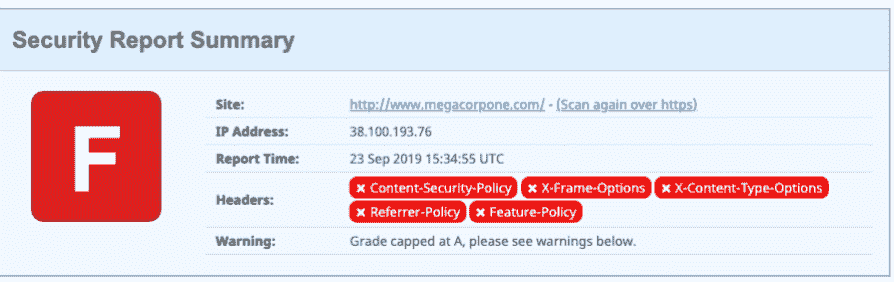 Security Report Summary
F
Site: http://www.megacorpone.com/ - (Scan again over https)
IP Address: 38.100.193.76
Report Time: 23 Sep 2019 15:34:55 UTC
Headers: ✖ Content-Security-Policy ✖ X-Frame-Options ✖ X-Content-Type-Options
✖ Referrer-Policy ✖ Feature-Policy
Warning: Grade capped at A, please see warnings below.